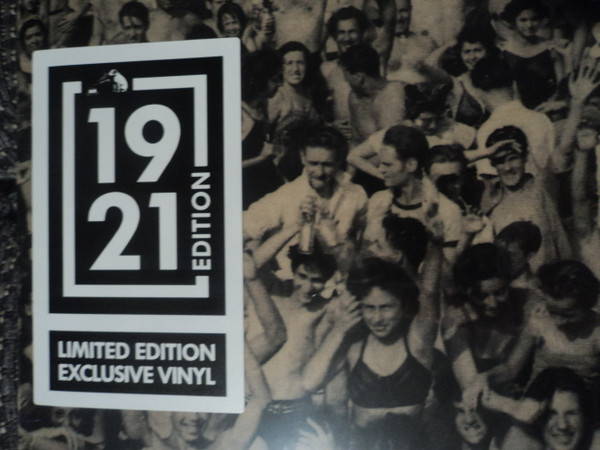 19
21
EDITION
LIMITED EDITION
EXCLUSIVE VINYL